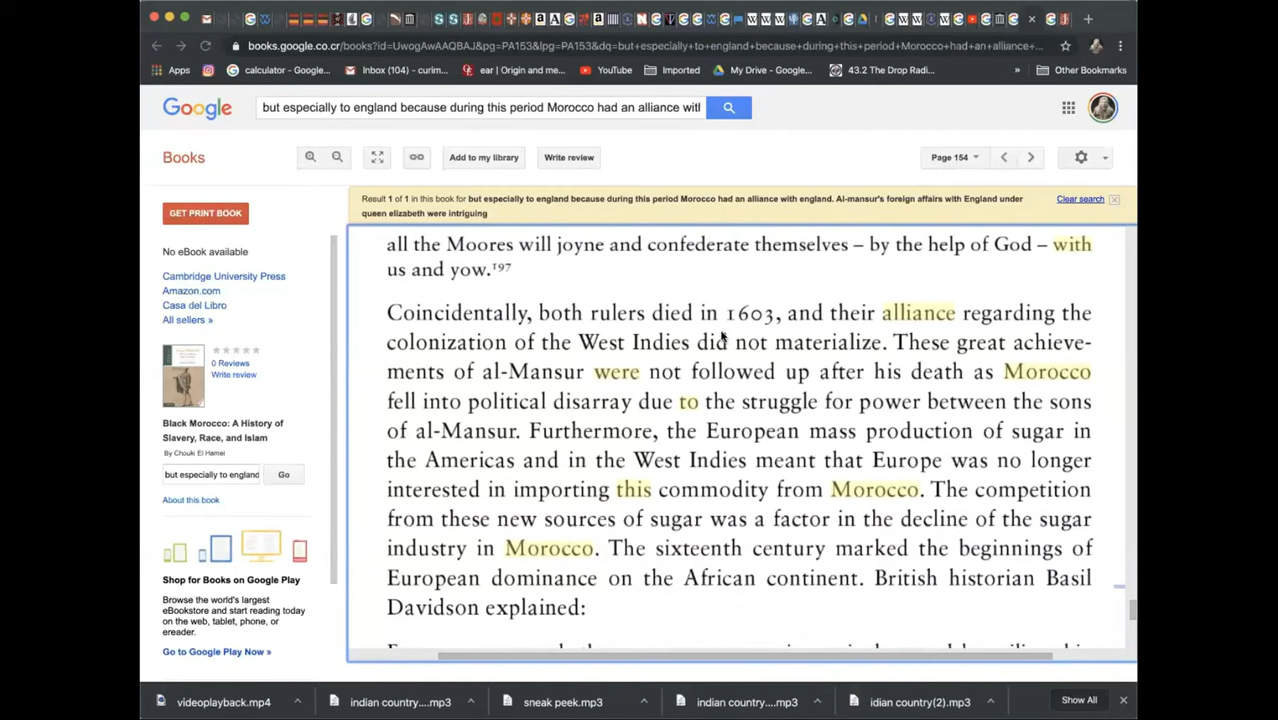 books.google.co.cr/books?id=UwogAwAAQBAJ&pg=PA153&lpg=PA153&dq=but+especially+to+england+because+during+this+period+Morocco+had+an+alliance+...
Apps
calculator - Google...
Inbox (104) - curim...
ear | Origin and me...
YouTube
Imported
My Drive - Google...
43.2 The Drop Radi...
»
Other Bookmarks
Google
but especially to england because during this period Morocco had an alliance witl
Books
Add to my library
Write review
Page 154
GET PRINT BOOK
No eBook available
Cambridge University Press
Amazon.com
Casa del Libro
All sellers »
0 Reviews
Write review
Black Morocco: A History of
Slavery, Race, and Islam
By Chouki El Hamel
but especially to england
Go
About this book
Shop for Books on Google Play
Browse the world's largest
eBookstore and start reading today
on the web, tablet, phone, or
ereader.
Go to Google Play Now »
Result 1 of 1 in this book for but especially to england because during this period Morocco had an alliance with england. Al-mansur's foreign affairs with England under
queen elizabeth were intriguing
Clear search
all the Moores will joyne and confederate themselves – by the help of God – with
us and yow.¹⁹⁷
Coincidentally, both rulers died in 1603, and their alliance regarding the
colonization of the West Indies did not materialize. These great achieve-
ments of al-Mansur were not followed up after his death as Morocco
fell into political disarray due to the struggle for power between the sons
of al-Mansur. Furthermore, the European mass production of sugar in
the Americas and in the West Indies meant that Europe was no longer
interested in importing this commodity from Morocco. The competition
from these new sources of sugar was a factor in the decline of the sugar
industry in Morocco. The sixteenth century marked the beginnings of
European dominance on the African continent. British historian Basil
Davidson explained:
videoplayback.mp4
indian country....mp3
sneak peek.mp3
indian country....mp3
idian country(2).mp3
Show All